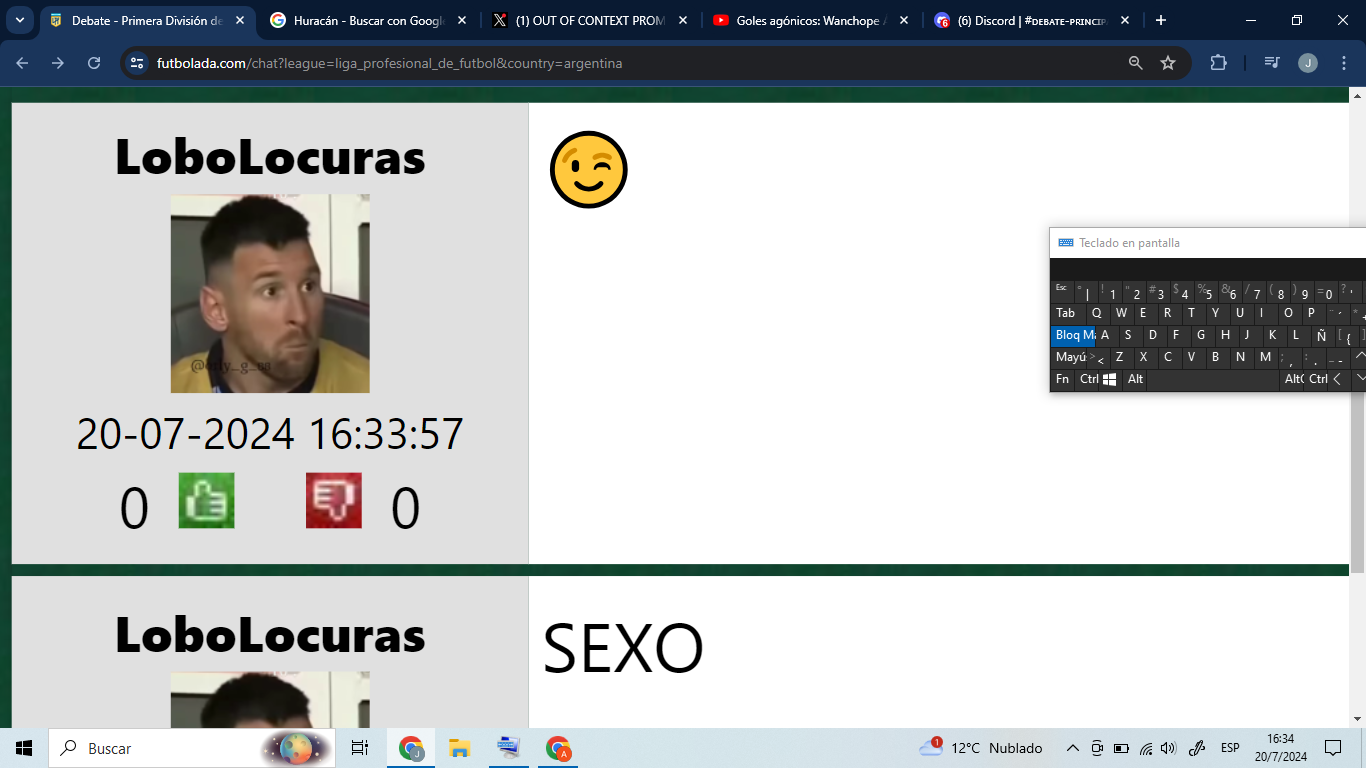 Debate - Primera División de
Huracán - Buscar con Googl
(1) OUT OF CONTEXT PROM
Goles agónicos: Wanchope
(6) Discord | #DEBATE-PRINCIP
futbolada.com/chat?league=liga_profesional_de_futbol&country=argentina
J
LoboLocuras
😉
20-07-2024 16:33:57
0 0
LoboLocuras
SEXO
Teclado en pantalla
Esc ° | ! 1 " 2 # 3 $ 4 % 5 & 6 / 7 ( 8 ) 9 = 0 ? '
Tab Q W E R T Y U I O P ¨ ´ * +
Bloq Ma A S D F G H J K L Ñ [ { ]
Mayú > < Z X C V B N M ; , : . _ -
Fn Ctrl Alt AltG Ctrl
Buscar
J
A
1
12°C Nublado
ESP
16:34
20/7/2024